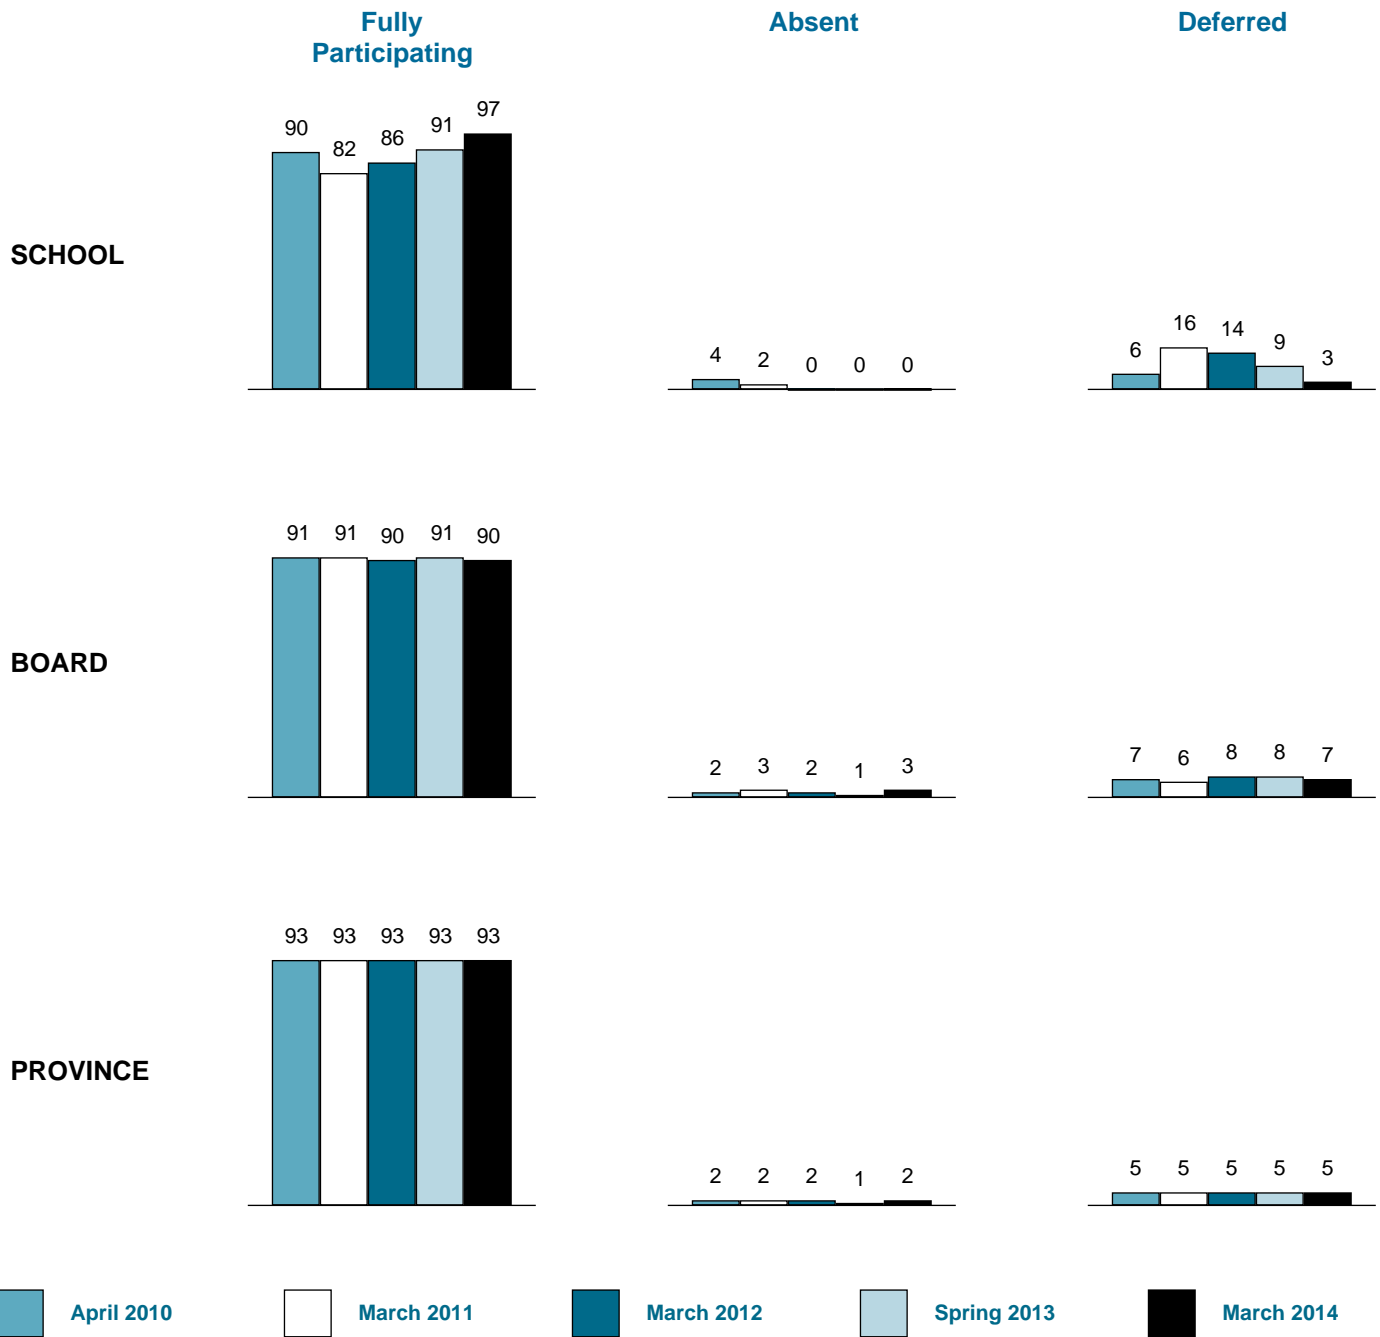 Fully
Participating
Absent
Deferred
SCHOOL
90 82 86 91 97
4 2 0 0 0
6 16 14 9 3
BOARD
91 91 90 91 90
2 3 2 1 3
7 6 8 8 7
PROVINCE
93 93 93 93 93
2 2 2 1 2
5 5 5 5 5
April 2010
March 2011
March 2012
Spring 2013
March 2014